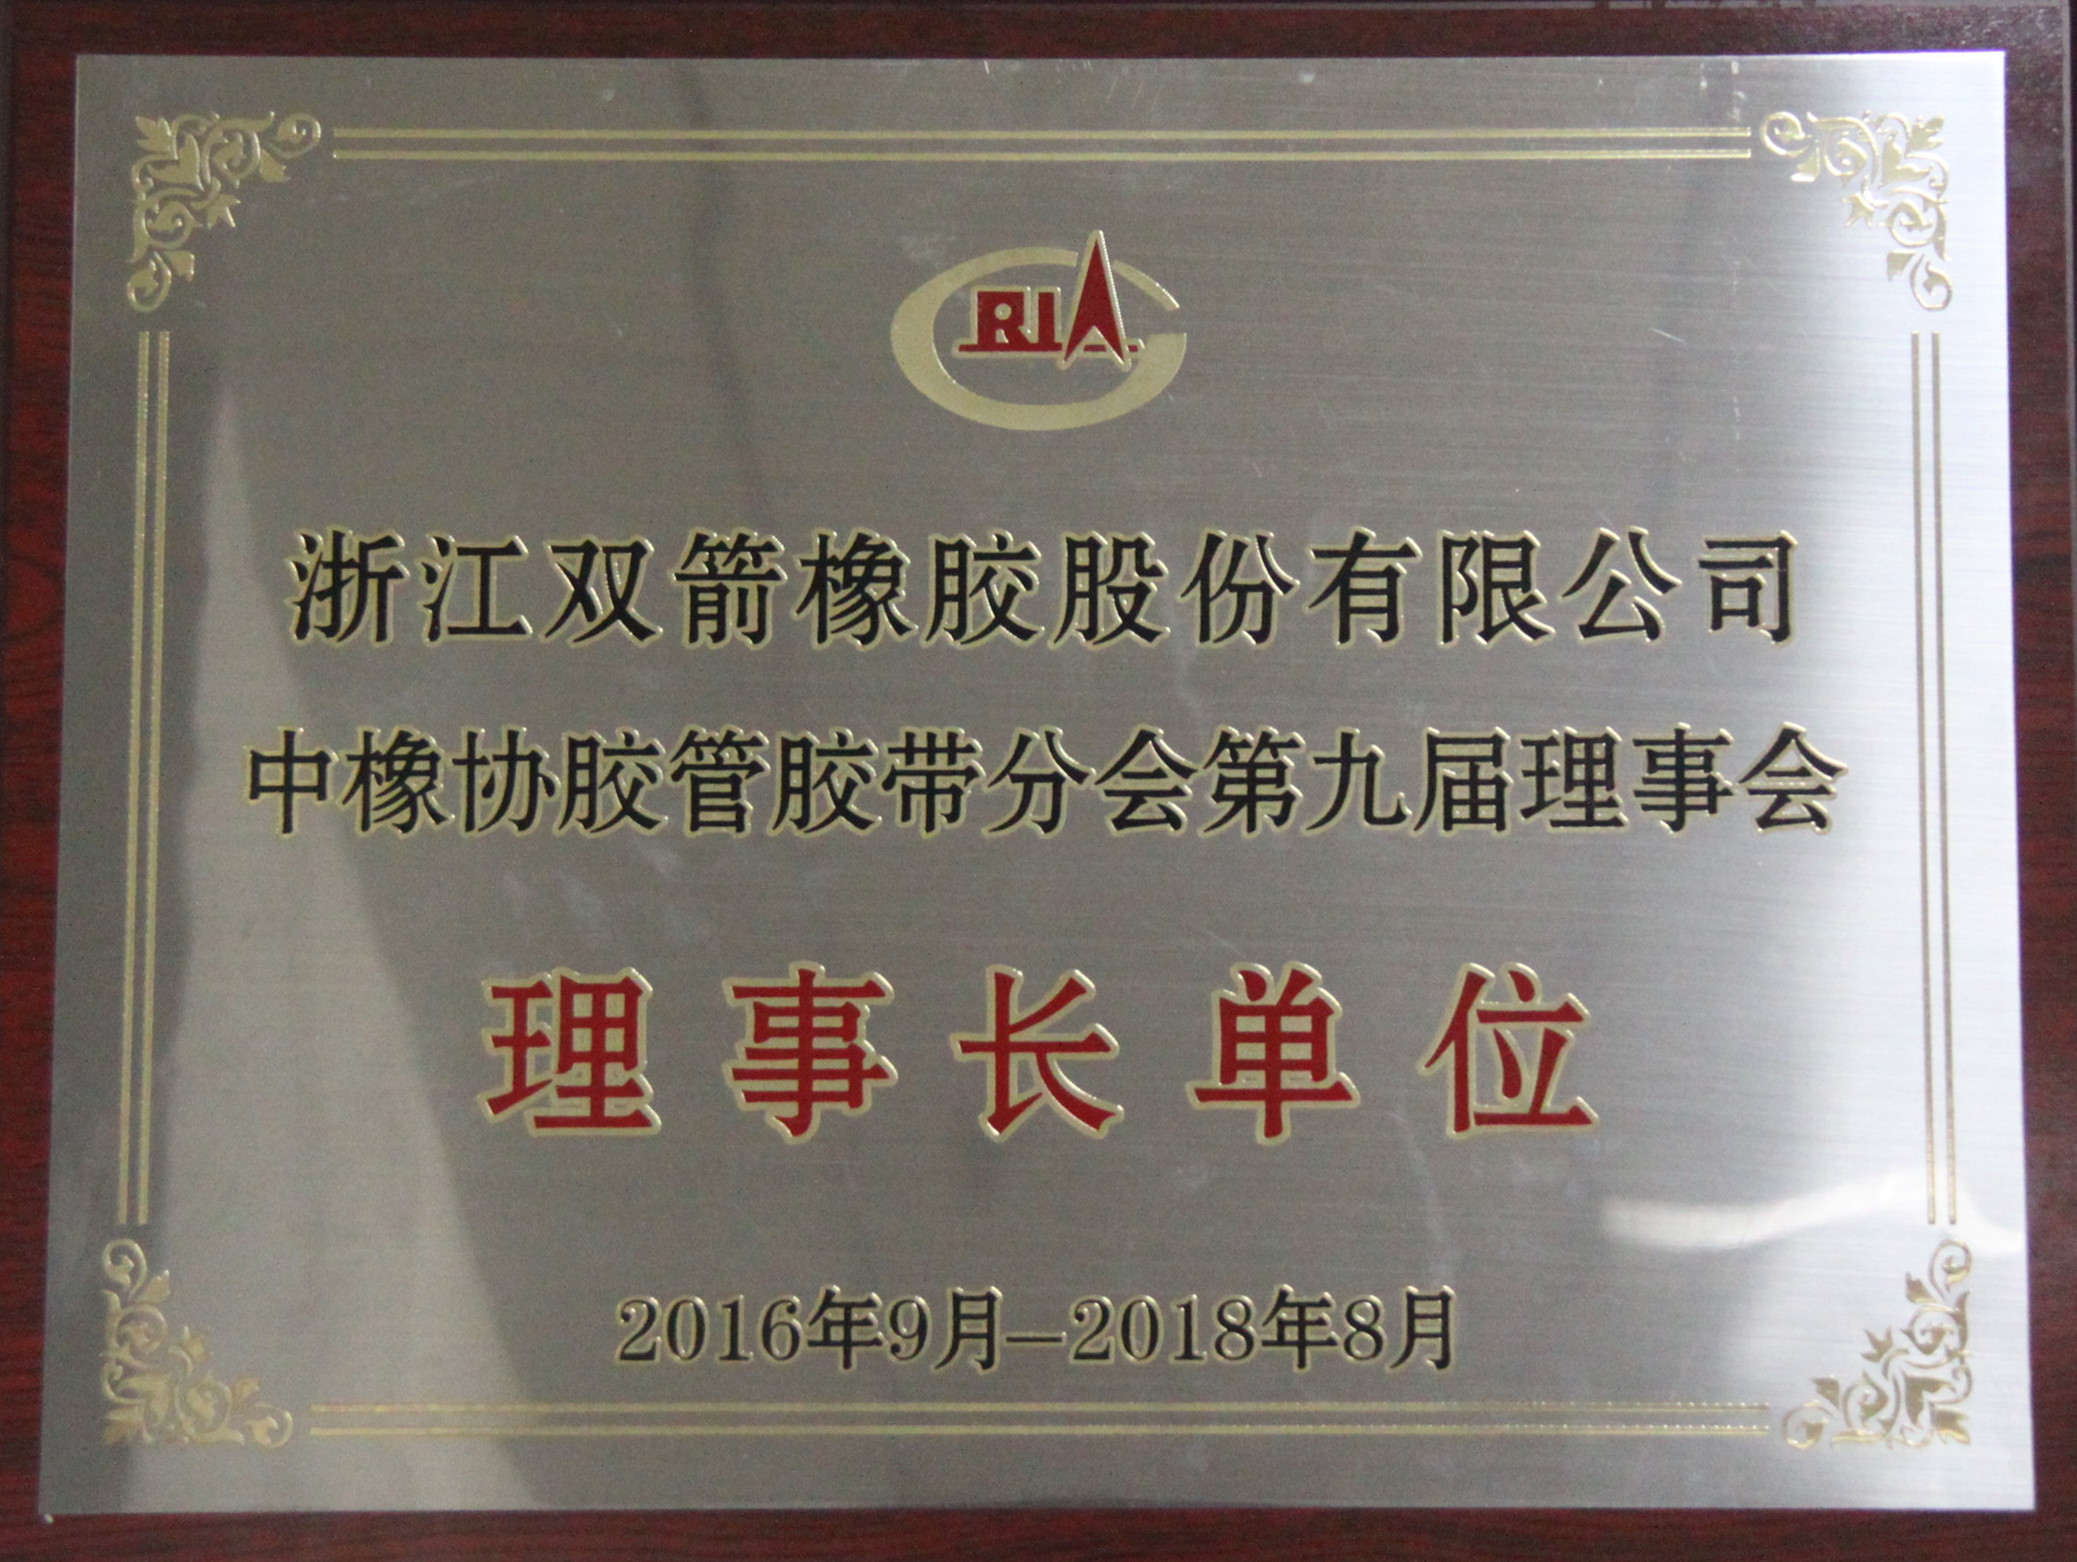 CRIA
浙江双箭橡胶股份有限公司
中橡协胶管胶带分会第九届理事会
理事长单位
2016年9月—2018年8月